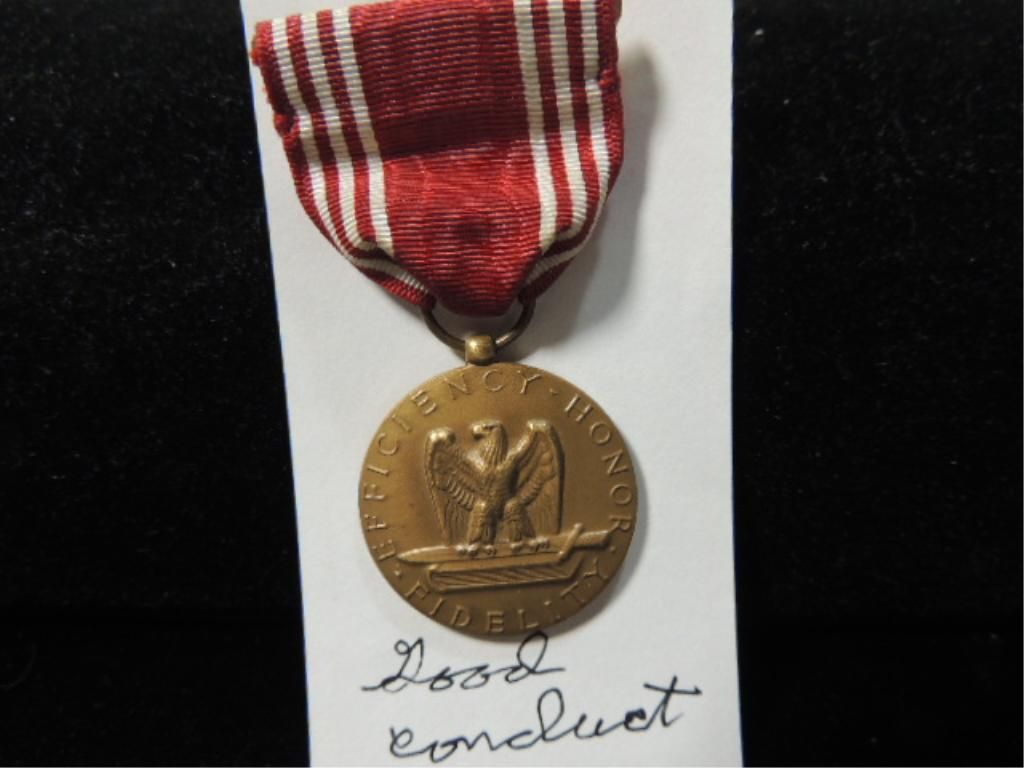 EFFICIENCY · HONOR · FIDELITY ·
Good
conduct